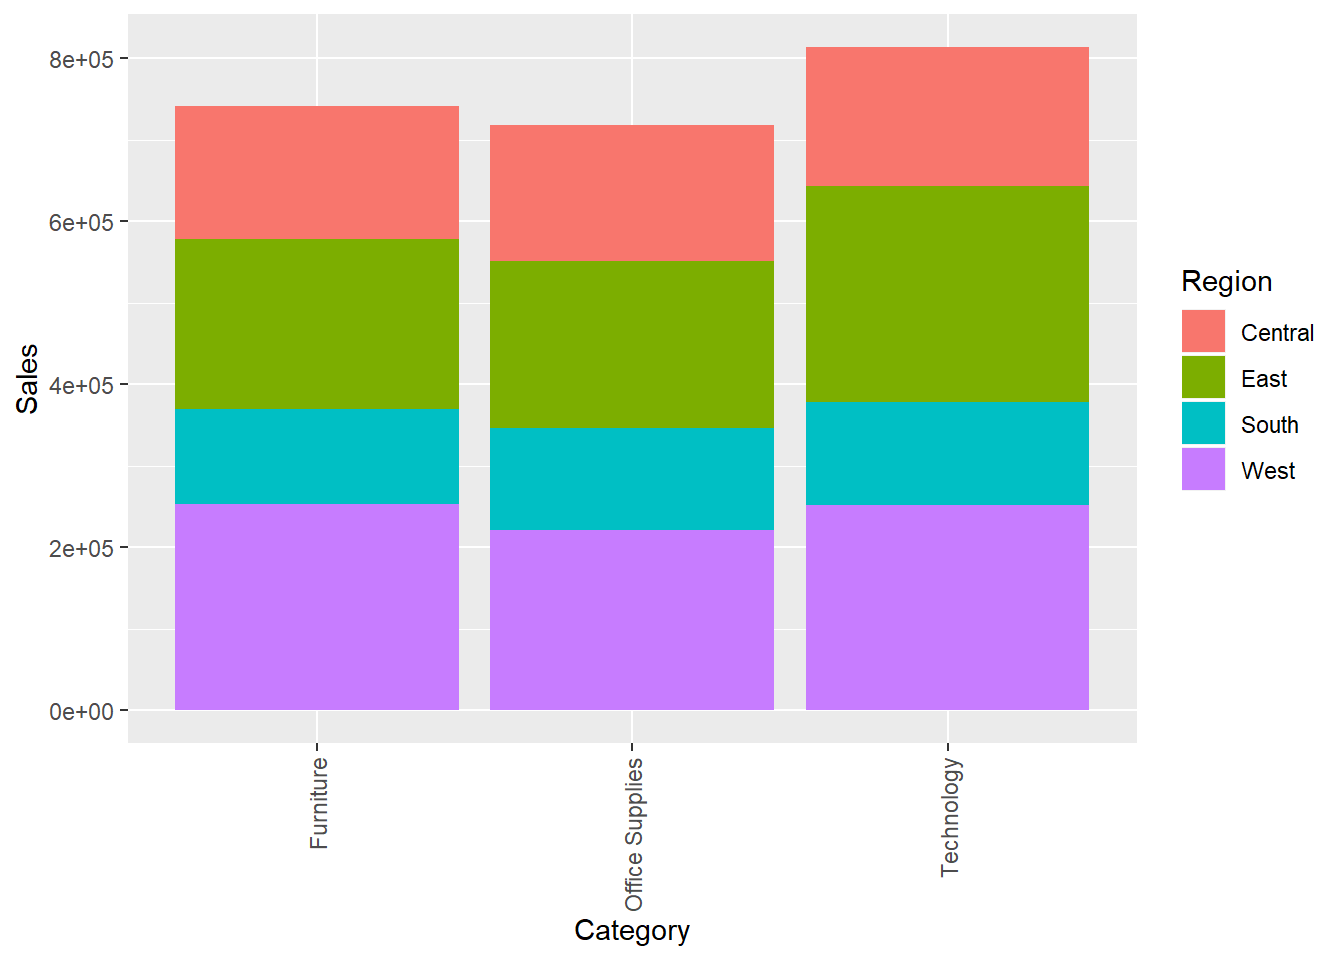 8e+05
6e+05
4e+05
2e+05
0e+00
Sales
Furniture
Office Supplies
Technology
Category
Region
Central
East
South
West